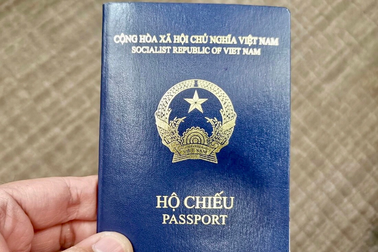 CỘNG HÒA XÃ HỘI CHỦ NGHĨA VIỆT NAM
SOCIALIST REPUBLIC OF VIET NAM
HỘ CHIẾU
PASSPORT